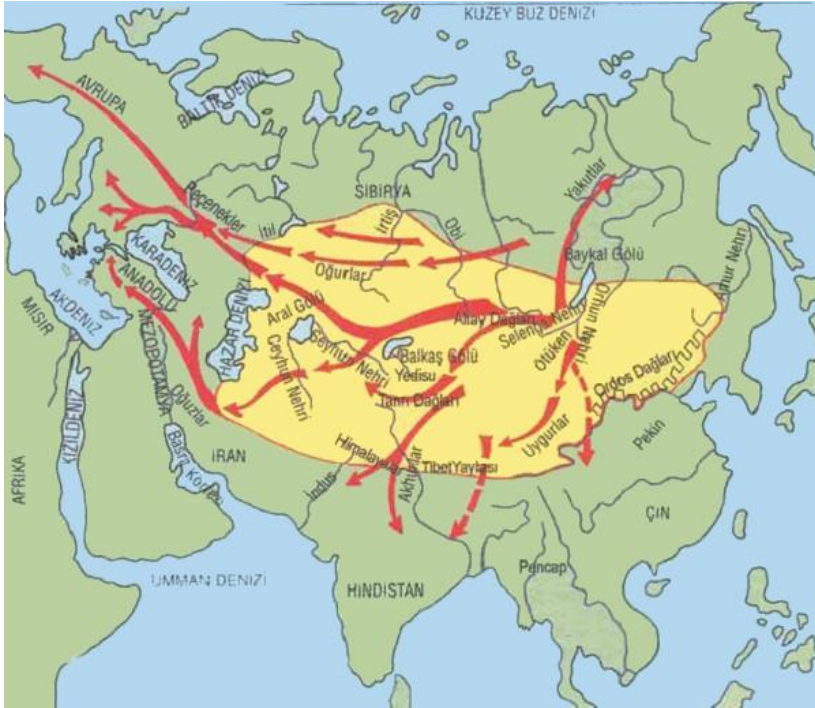 KUZEY BUZ DENİZİ
AVRUPA
BALTIK DENİZİ
Peçenekler
SİBİRYA
Yakutlar
İtil
İrtiş
Obi
Oğurlar
Baykal Gölü
Amur Nehri
KARADENİZ
ANADOLU
HAZAR DENİZİ
Aral Gölü
Altay Dağları
Selenga Nehri
Orhun Nehri
Ötüken
AKDENİZ
MISIR
MEZOPOTAMYA
Oğuzlar
Ceyhun Nehri
Seyhun Nehri
Balkaş Gölü
Yedisu
Tanrı Dağları
Ordos Dağları
Uygurlar
Pekin
KIZILDENİZ
Basra Körfezi
İRAN
Himalayalar
Tibet Yaylası
Akhunlar
İndus
AFRİKA
ÇİN
UMMAN DENİZİ
HİNDİSTAN
Pencap